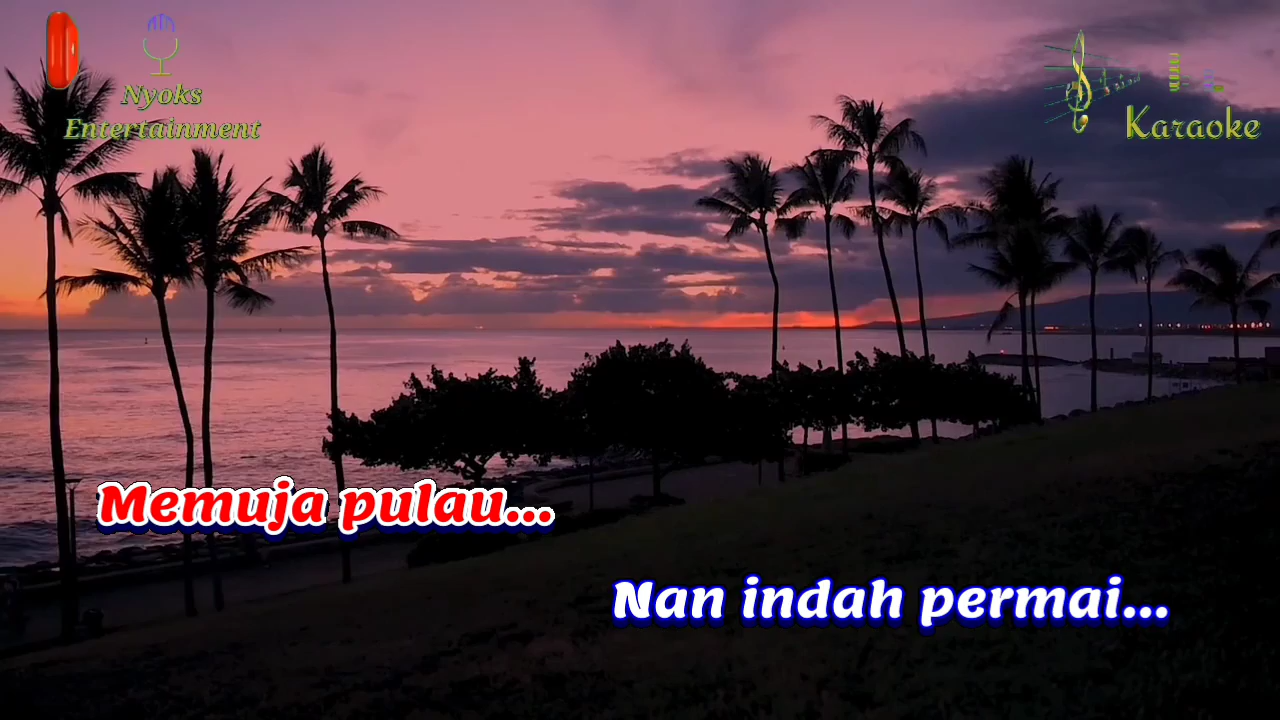 Nyoks
Entertainment
Karaoke
Memuja pulau...
Nan indah permai...